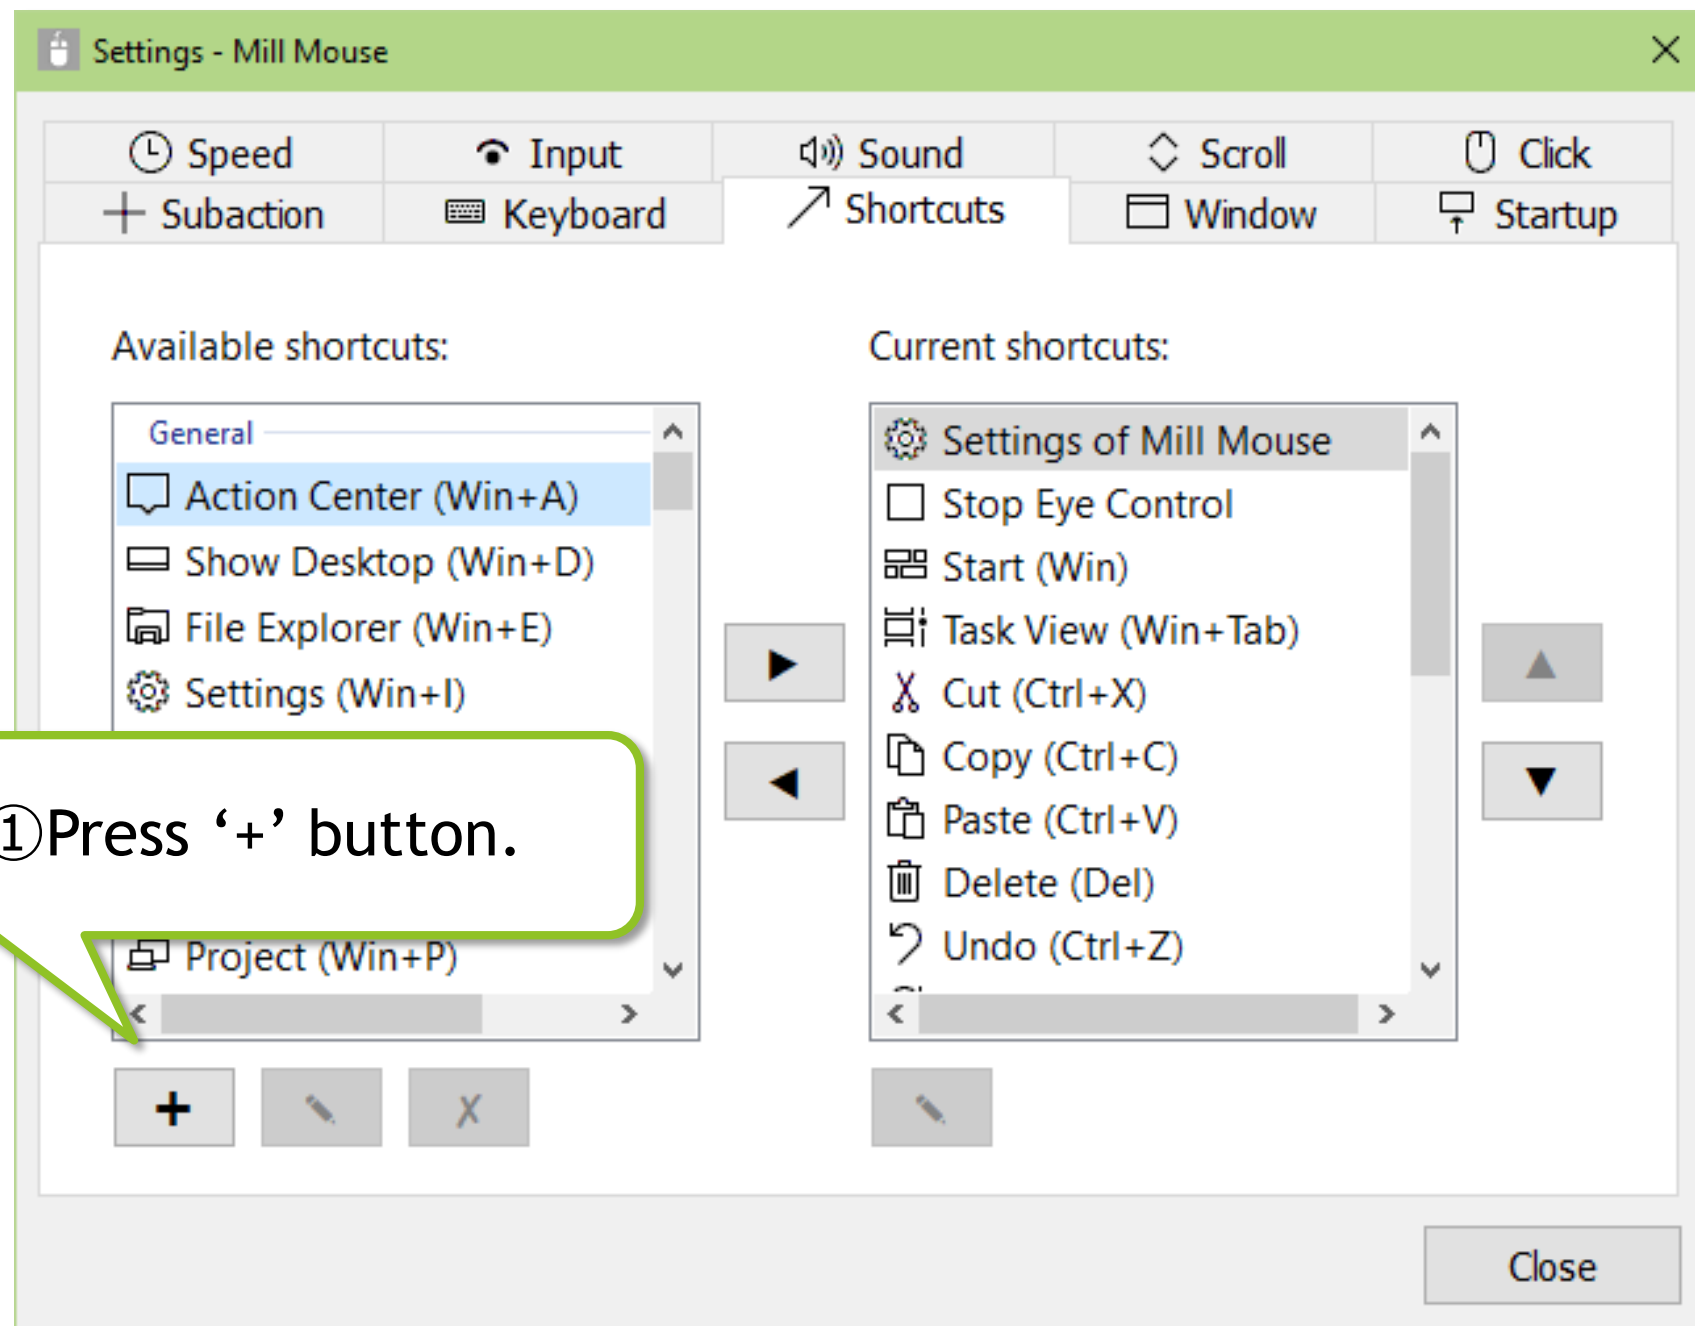 Settings - Mill Mouse
Speed
Input
Sound
Scroll
Click
Subaction
Keyboard
Shortcuts
Window
Startup
Available shortcuts:
General
Action Center (Win+A)
Show Desktop (Win+D)
File Explorer (Win+E)
Settings (Win+I)
①Press ‘+’ button.
Project (Win+P)
Current shortcuts:
Settings of Mill Mouse
Stop Eye Control
Start (Win)
Task View (Win+Tab)
Cut (Ctrl+X)
Copy (Ctrl+C)
Paste (Ctrl+V)
Delete (Del)
Undo (Ctrl+Z)
Close